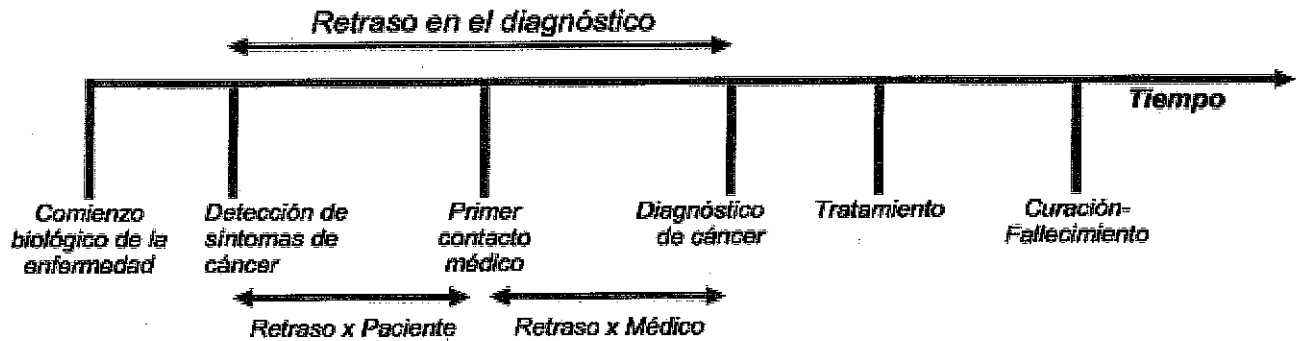 Retraso en el diagnóstico
Tiempo
Comienzo
biológico de la
enfermedad
Detección de
síntomas de
cáncer
Primer
contacto
médico
Diagnóstico
de cáncer
Tratamiento
Curación-
Fallecimiento
Retraso x Paciente
Retraso x Médico